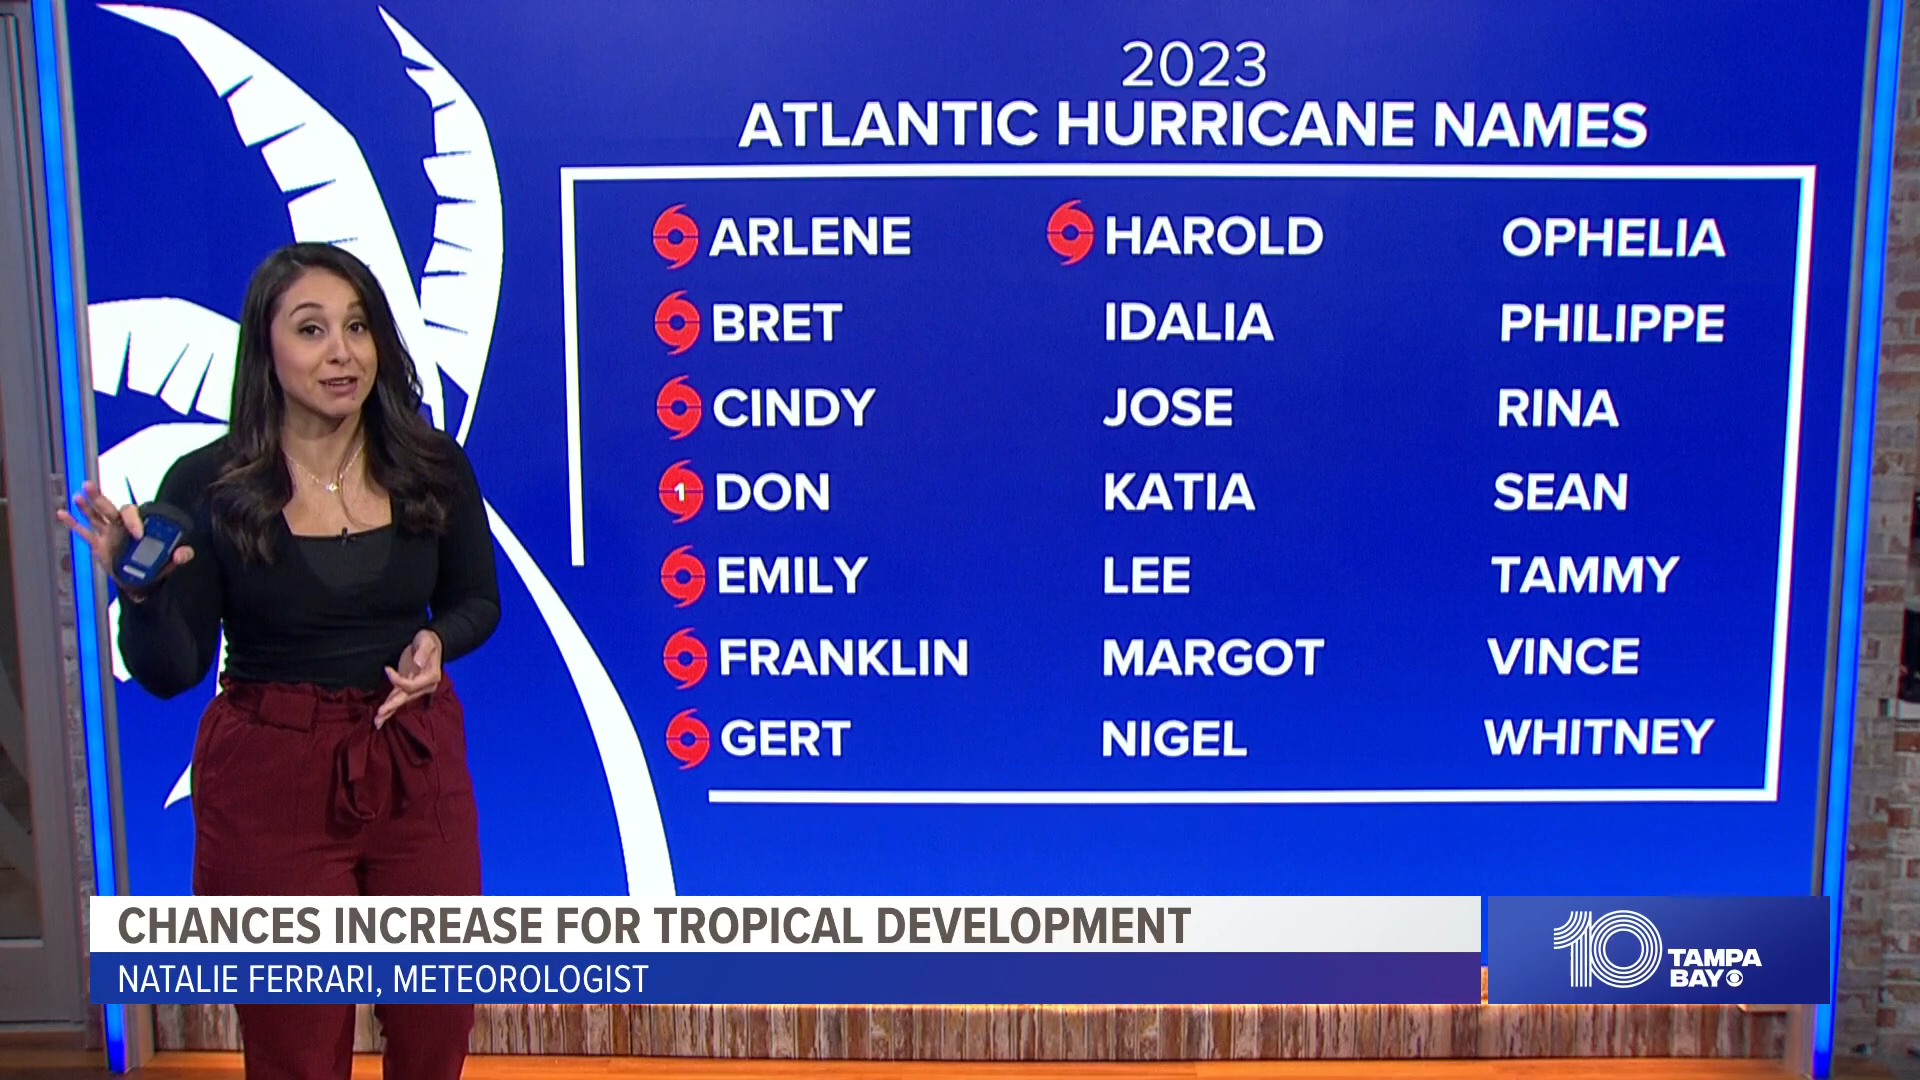 2023
ATLANTIC HURRICANE NAMES
ARLENE
BRET
CINDY
1 DON
EMILY
FRANKLIN
GERT
HAROLD
IDALIA
JOSE
KATIA
LEE
MARGOT
NIGEL
OPHELIA
PHILIPPE
RINA
SEAN
TAMMY
VINCE
WHITNEY
CHANCES INCREASE FOR TROPICAL DEVELOPMENT
NATALIE FERRARI, METEOROLOGIST
10 TAMPA
BAY